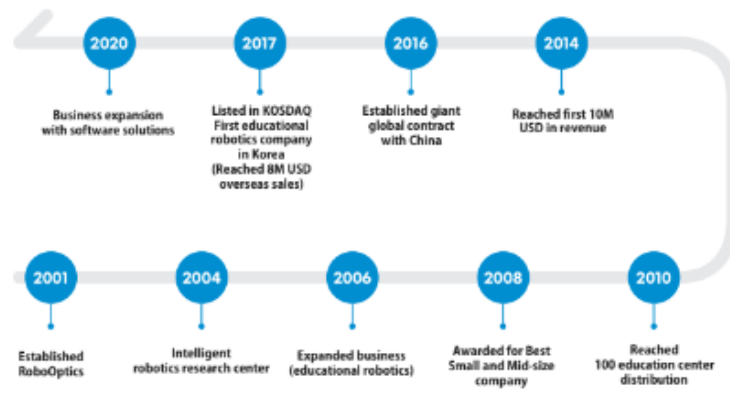 2020
2017
2016
2014
Business expansion
with software solutions
Listed in KOSDAQ
First educational
robotics company
in Korea
(Reached 8M USD
overseas sales)
Established giant
global contract
with China
Reached first 10M
USD in revenue
2001
2004
2006
2008
2010
Established
RoboOptics
Intelligent
robotics research center
Expanded business
(educational robotics)
Awarded for Best
Small and Mid-size
company
Reached
100 education center
distribution